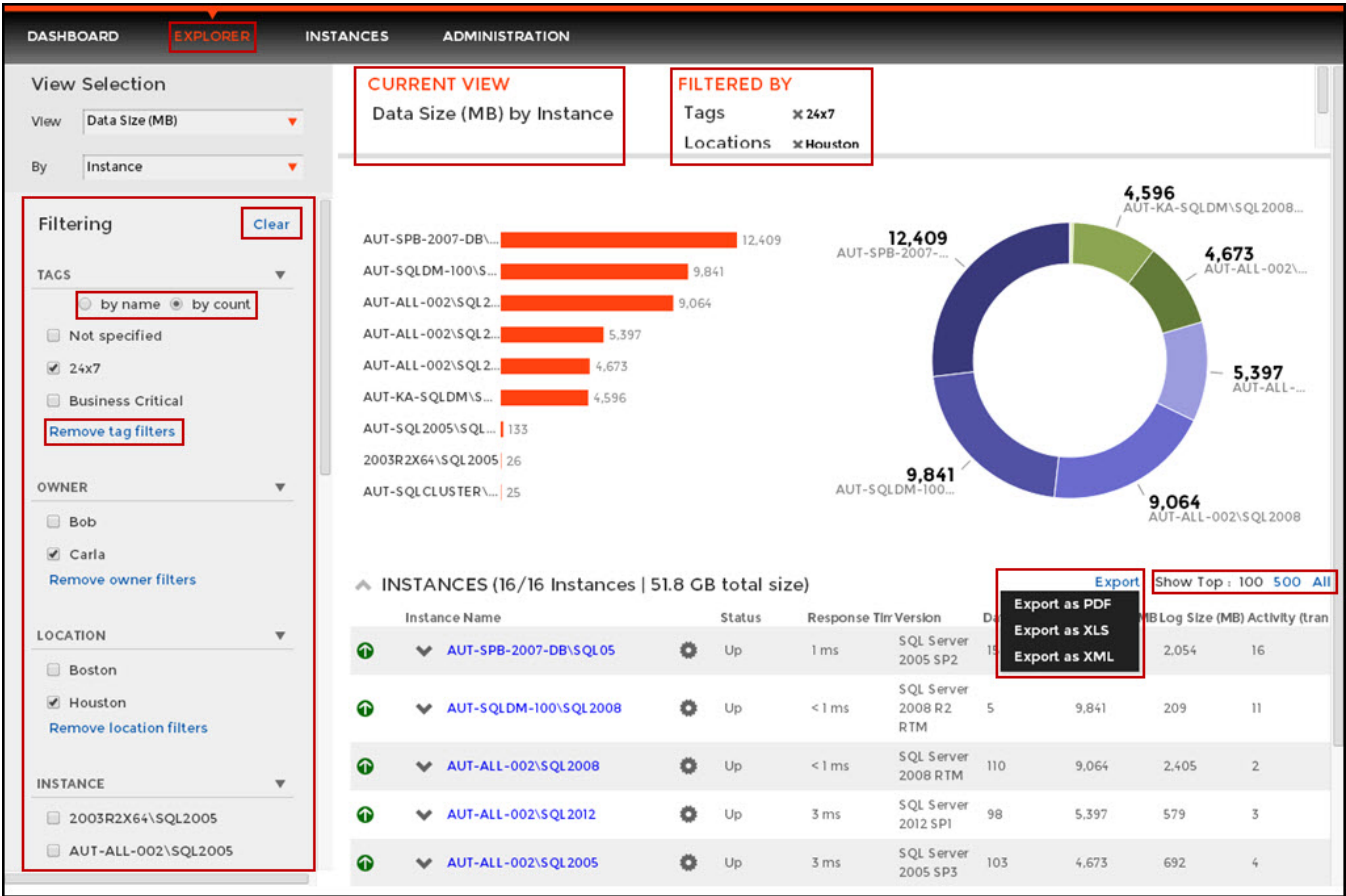 DASHBOARD EXPLORER INSTANCES ADMINISTRATION
View Selection
View Data Size (MB)
By Instance
Filtering Clear
TAGS
by name by count
Not specified
24x7
Business Critical
Remove tag filters
OWNER
Bob
Carla
Remove owner filters
LOCATION
Boston
Houston
Remove location filters
INSTANCE
2003R2X64\SQL2005
AUT-ALL-002\SQL2005
CURRENT VIEW
Data Size (MB) by Instance
FILTERED BY
Tags × 24x7
Locations × Houston
AUT-SPB-2007-DB\... 12,409
AUT-SQLDM-100\S... 9,841
AUT-ALL-002\SQL2... 9,064
AUT-ALL-002\SQL2... 5,397
AUT-ALL-002\SQL2... 4,673
AUT-KA-SQLDM\S... 4,596
AUT-SQL2005\SQL... 133
2003R2X64\SQL2005 26
AUT-SQLCLUSTER\... 25
4,596
AUT-KA-SQLDM\SQL2008...
12,409
AUT-SPB-2007-...
4,673
AUT-ALL-002\...
5,397
AUT-ALL-...
9,841
AUT-SQLDM-100...
9,064
AUT-ALL-002\SQL2008
INSTANCES (16/16 Instances | 51.8 GB total size) Export Show Top : 100 500 All
Export as PDF
Export as XLS
Export as XML
Instance Name Status Response Tim Version Da MB Log Size (MB) Activity (tran
AUT-SPB-2007-DB\SQL05 Up 1 ms SQL Server 2005 SP2 2,054 16
AUT-SQLDM-100\SQL2008 Up < 1 ms SQL Server 2008 R2 RTM 5 9,841 209 11
AUT-ALL-002\SQL2008 Up < 1 ms SQL Server 2008 RTM 110 9,064 2,405 2
AUT-ALL-002\SQL2012 Up 3 ms SQL Server 2012 SP1 98 5,397 579 3
AUT-ALL-002\SQL2005 Up 3 ms SQL Server 2005 SP3 103 4,673 692 4